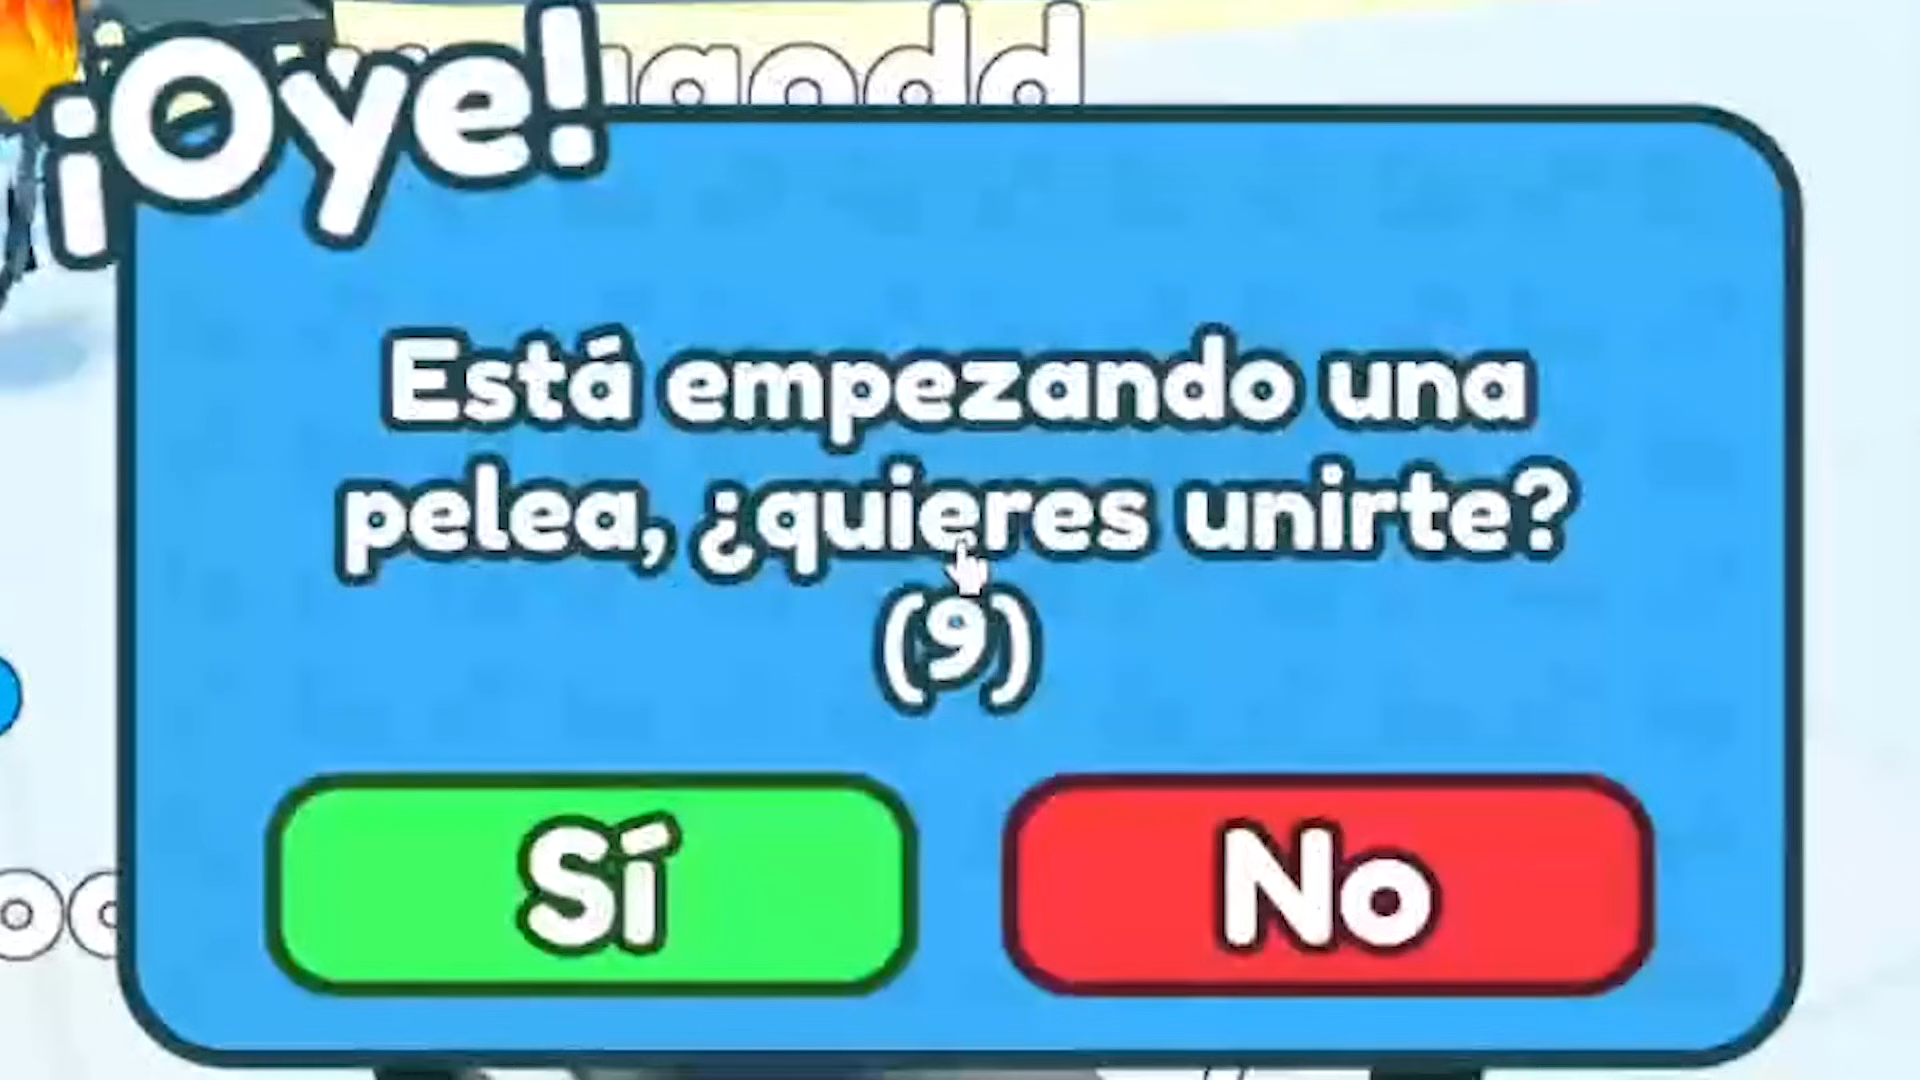 ¡Oye!
Está empezando una
pelea, ¿quieres unirte?
(9)
Sí
No